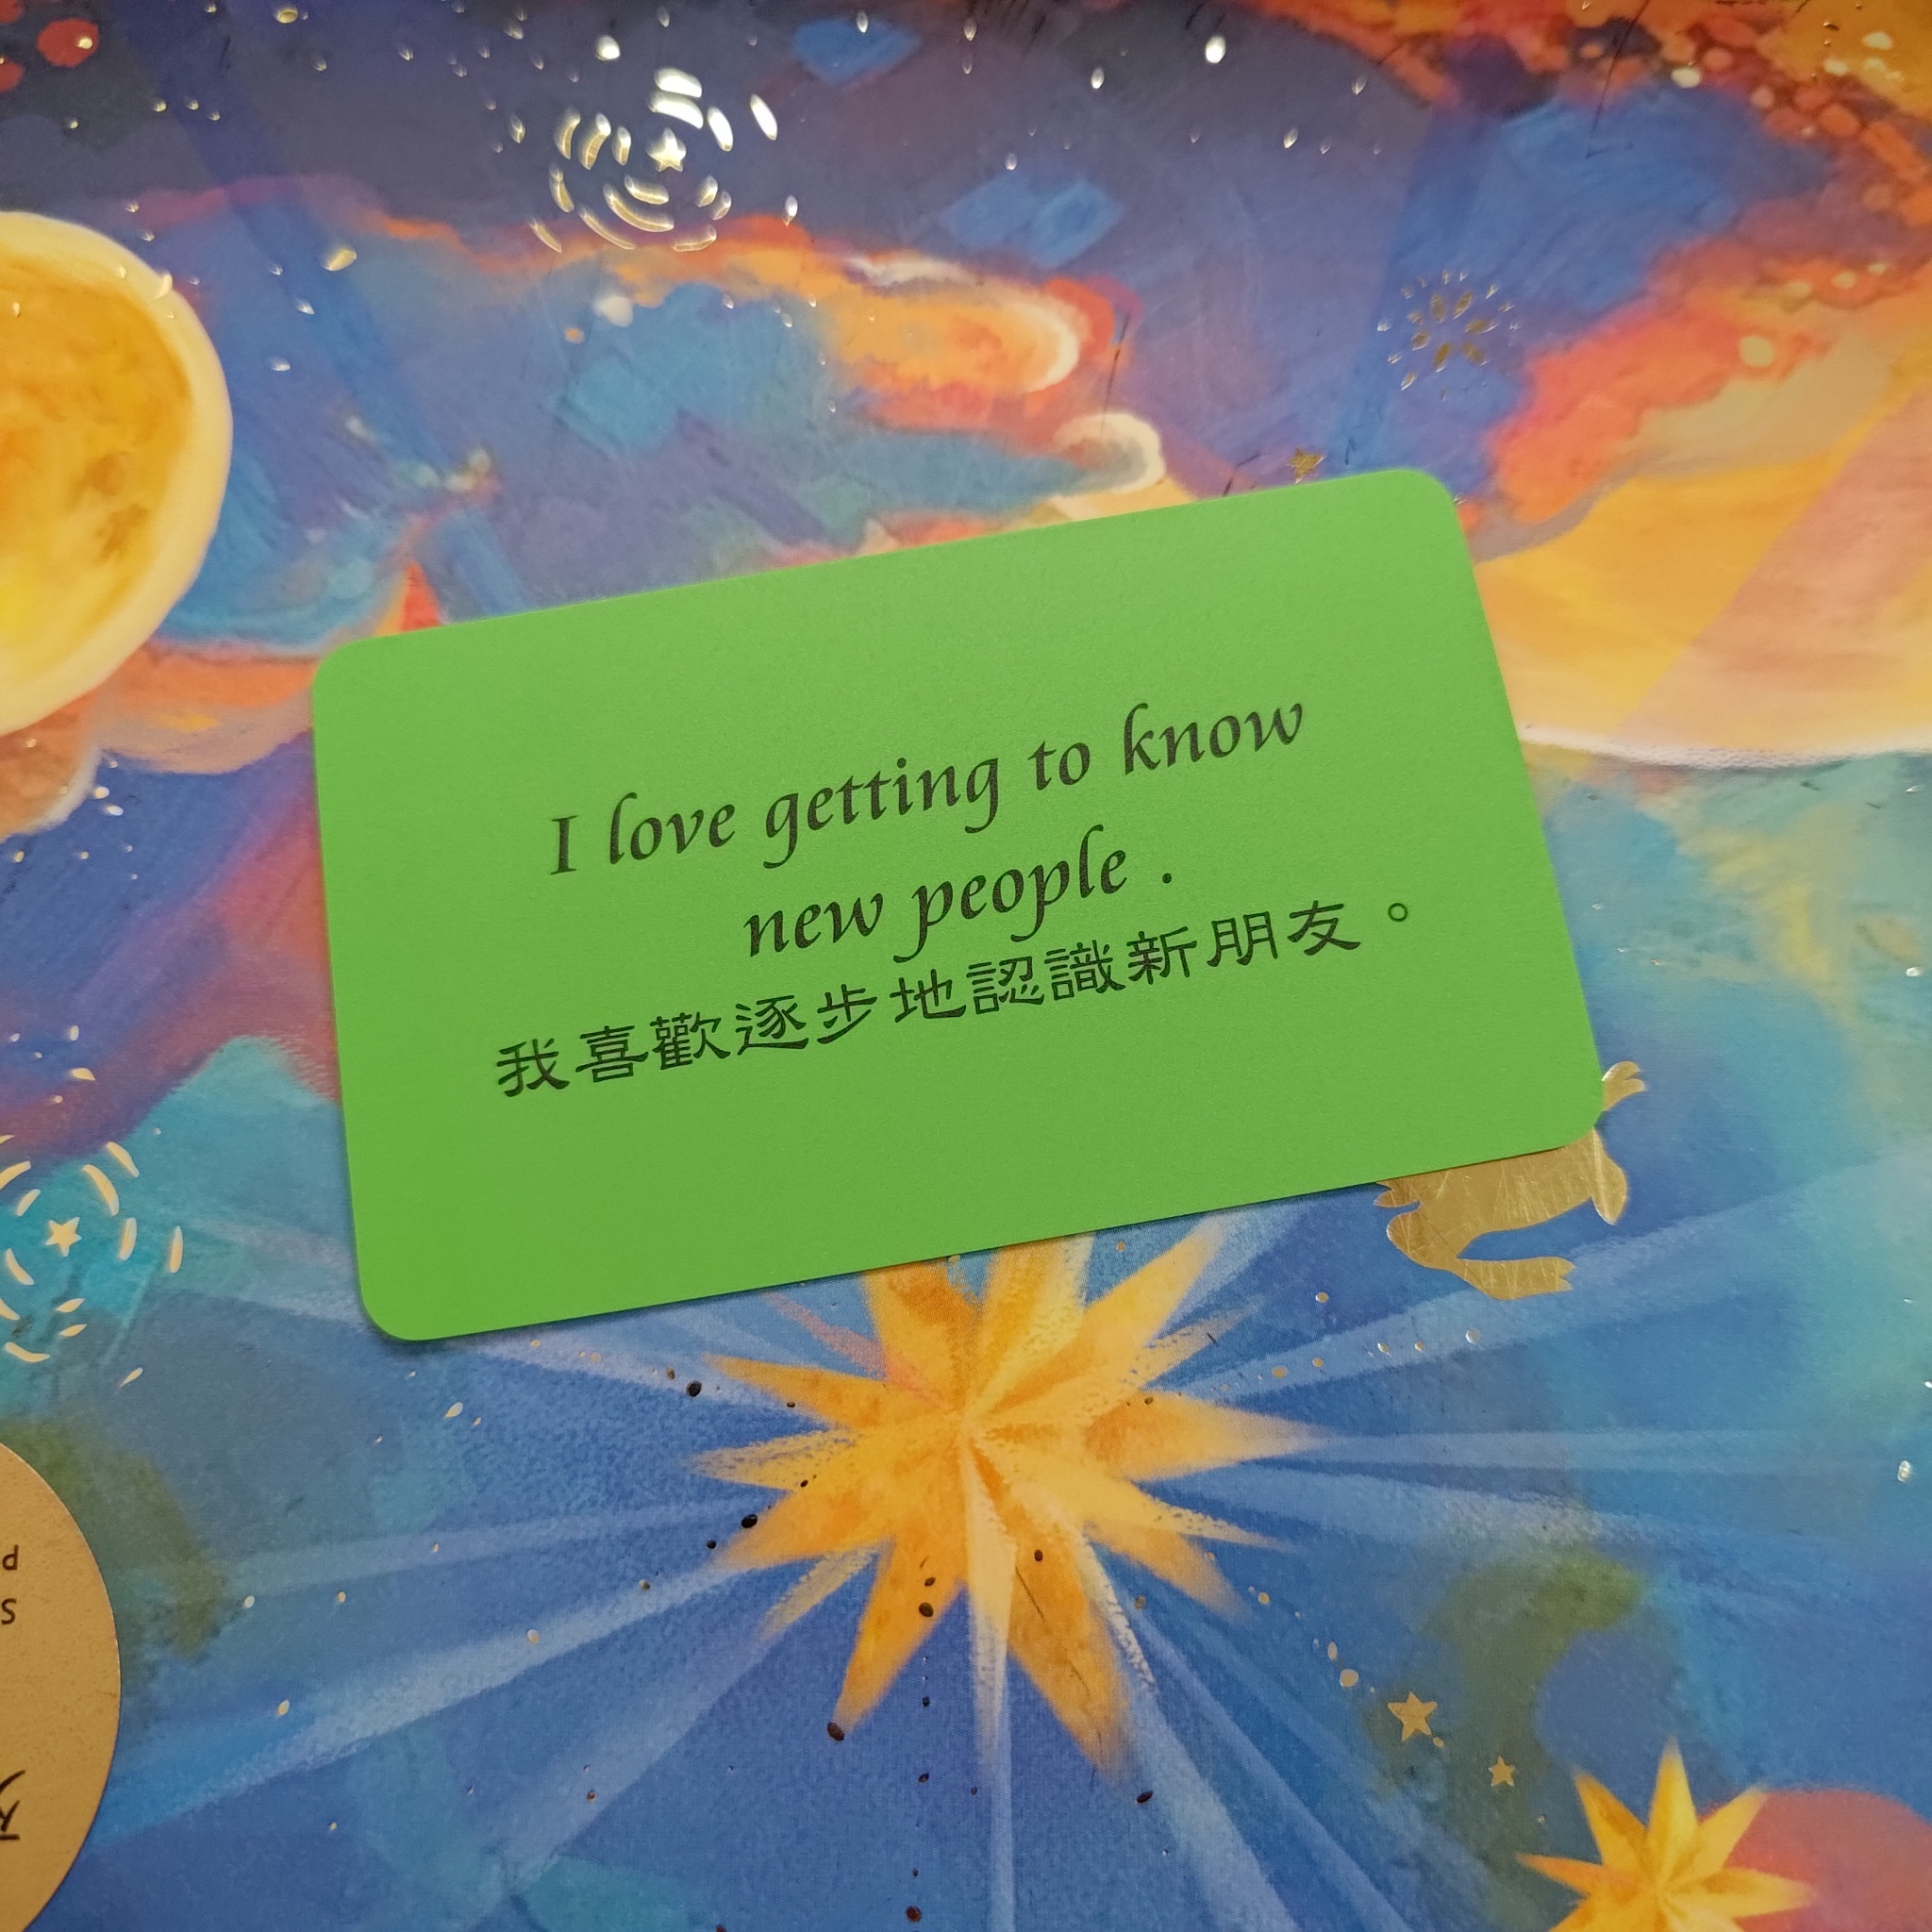 I love getting to know
new people .
我喜歡逐步地認識新朋友。